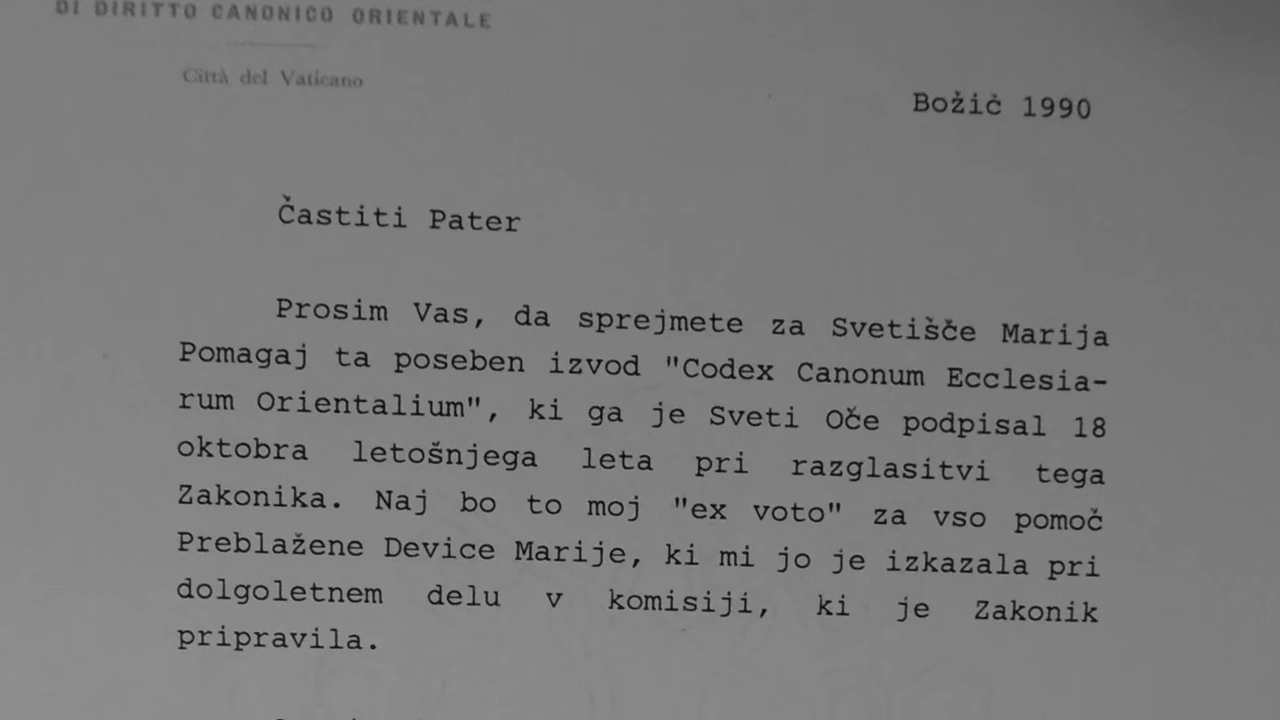 DI DIRITTO CANONICO ORIENTALE
Città del Vaticano
Božič 1990
Častiti Pater
Prosim Vas, da sprejmete za Svetišče Marija
Pomagaj ta poseben izvod "Codex Canonum Ecclesia-
rum Orientalium", ki ga je Sveti Oče podpisal 18
oktobra letošnjega leta pri razglasitvi tega
Zakonika. Naj bo to moj "ex voto" za vso pomoč
Preblažene Device Marije, ki mi jo je izkazala pri
dolgoletnem delu v komisiji, ki je Zakonik
pripravila.